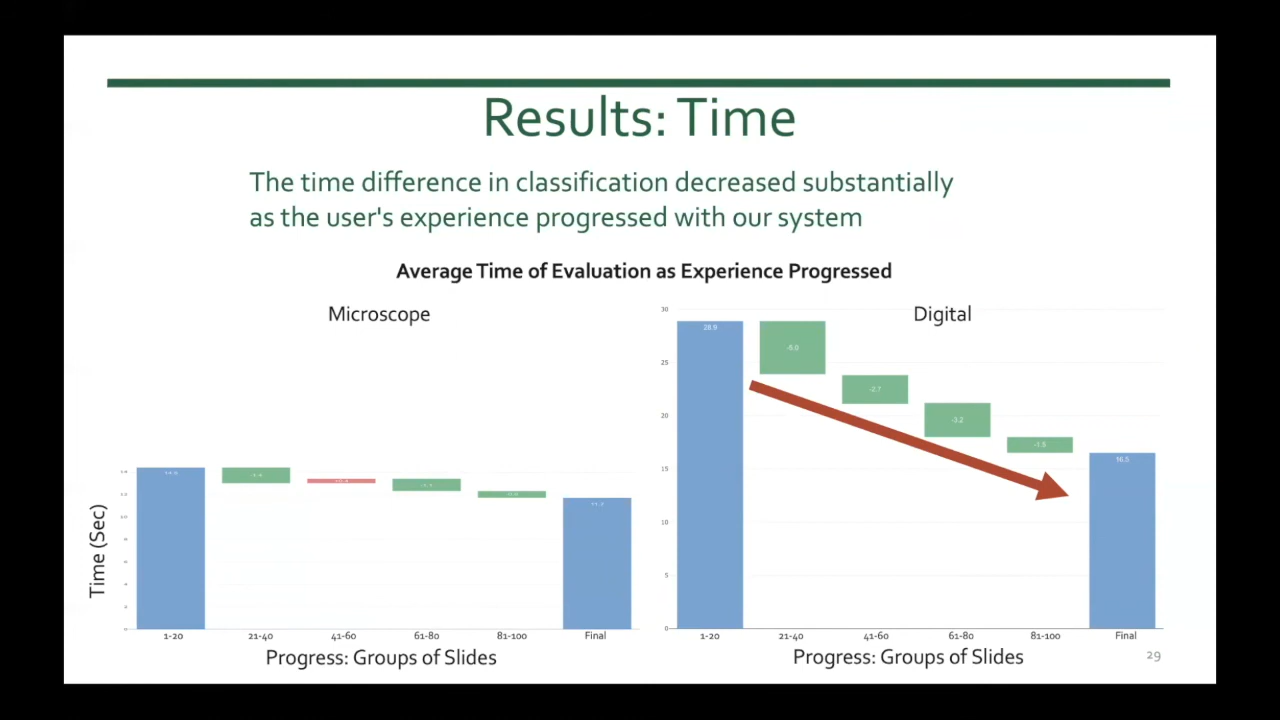 Results: Time
The time difference in classification decreased substantially
as the user's experience progressed with our system
Average Time of Evaluation as Experience Progressed
Microscope
Time (Sec)
1-20 21-40 41-60 61-80 81-100 Final
Progress: Groups of Slides
Digital
30
25
20
15
10
5
0
28.9
-5.0
-2.7
-3.2
16.5
1-20 21-40 41-60 61-80 81-100 Final
Progress: Groups of Slides
29